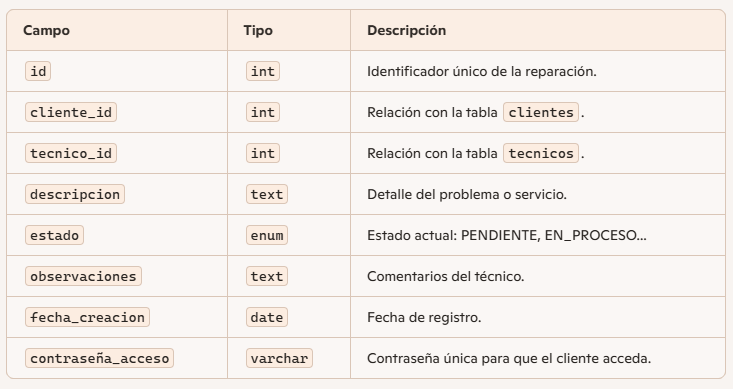 Campo Tipo Descripción
id int Identificador único de la reparación.
cliente_id int Relación con la tabla clientes.
tecnico_id int Relación con la tabla tecnicos.
descripcion text Detalle del problema o servicio.
estado enum Estado actual: PENDIENTE, EN_PROCESO...
observaciones text Comentarios del técnico.
fecha_creacion date Fecha de registro.
contraseña_acceso varchar Contraseña única para que el cliente acceda.